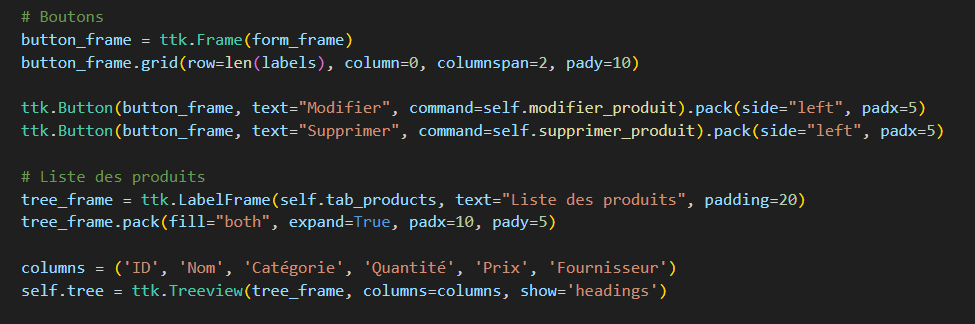 # Boutons
button_frame = ttk.Frame(form_frame)
button_frame.grid(row=len(labels), column=0, columnspan=2, pady=10)
ttk.Button(button_frame, text="Modifier", command=self.modifier_produit).pack(side="left", padx=5)
ttk.Button(button_frame, text="Supprimer", command=self.supprimer_produit).pack(side="left", padx=5)
# Liste des produits
tree_frame = ttk.LabelFrame(self.tab_products, text="Liste des produits", padding=20)
tree_frame.pack(fill="both", expand=True, padx=10, pady=5)
columns = ('ID', 'Nom', 'Catégorie', 'Quantité', 'Prix', 'Fournisseur')
self.tree = ttk.Treeview(tree_frame, columns=columns, show='headings')